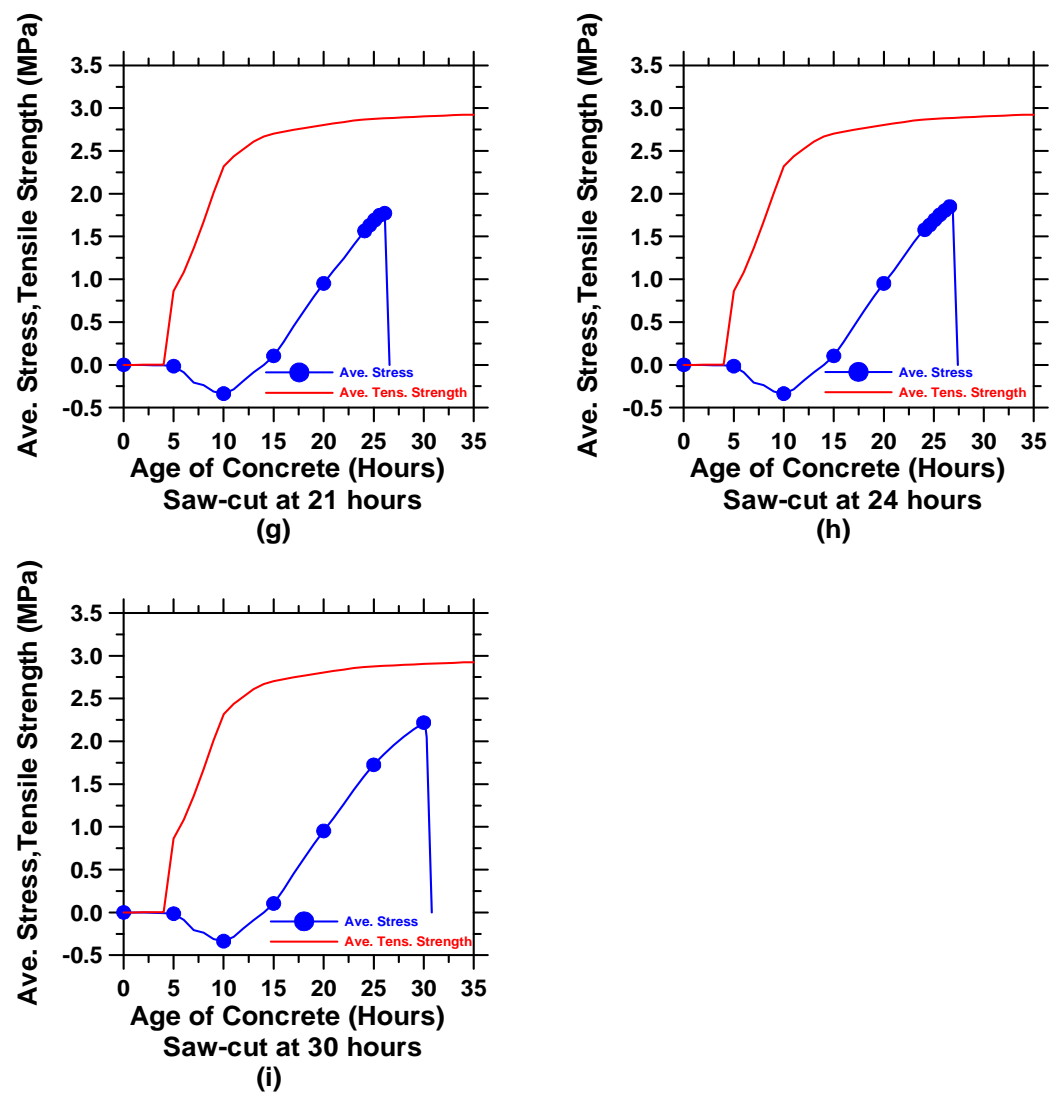 Ave. Stress,Tensile Strength (MPa)
3.5
3.0
2.5
2.0
1.5
1.0
0.5
0.0
-0.5
Ave. Stress
Ave. Tens. Strength
0 5 10 15 20 25 30 35
Age of Concrete (Hours)
Saw-cut at 21 hours
(g)
Ave. Stress,Tensile Strength (MPa)
3.5
3.0
2.5
2.0
1.5
1.0
0.5
0.0
-0.5
Ave. Stress
Ave. Tens. Strength
0 5 10 15 20 25 30 35
Age of Concrete (Hours)
Saw-cut at 24 hours
(h)
Ave. Stress,Tensile Strength (MPa)
3.5
3.0
2.5
2.0
1.5
1.0
0.5
0.0
-0.5
Ave. Stress
Ave. Tens. Strength
0 5 10 15 20 25 30 35
Age of Concrete (Hours)
Saw-cut at 30 hours
(i)